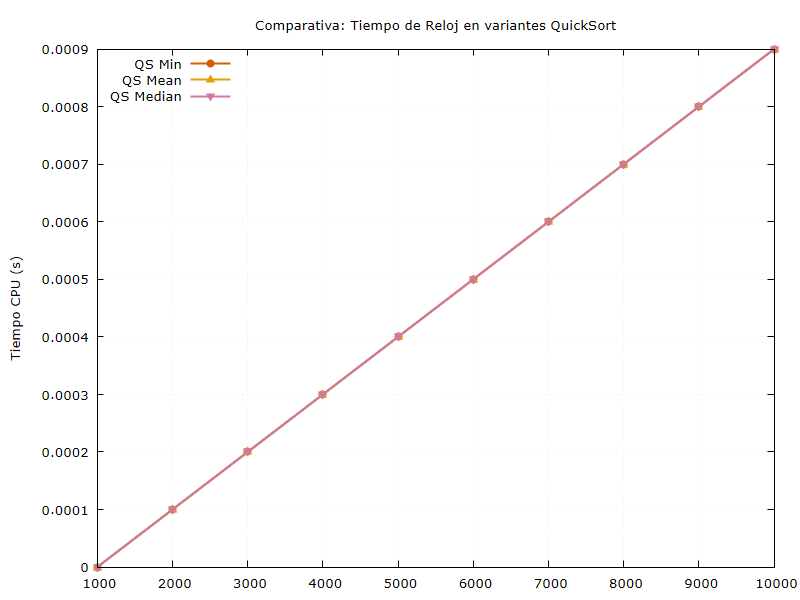 Comparativa: Tiempo de Reloj en variantes QuickSort
QS Min
QS Mean
QS Median
Tiempo CPU (s)
0.0009
0.0008
0.0007
0.0006
0.0005
0.0004
0.0003
0.0002
0.0001
0
1000 2000 3000 4000 5000 6000 7000 8000 9000 10000